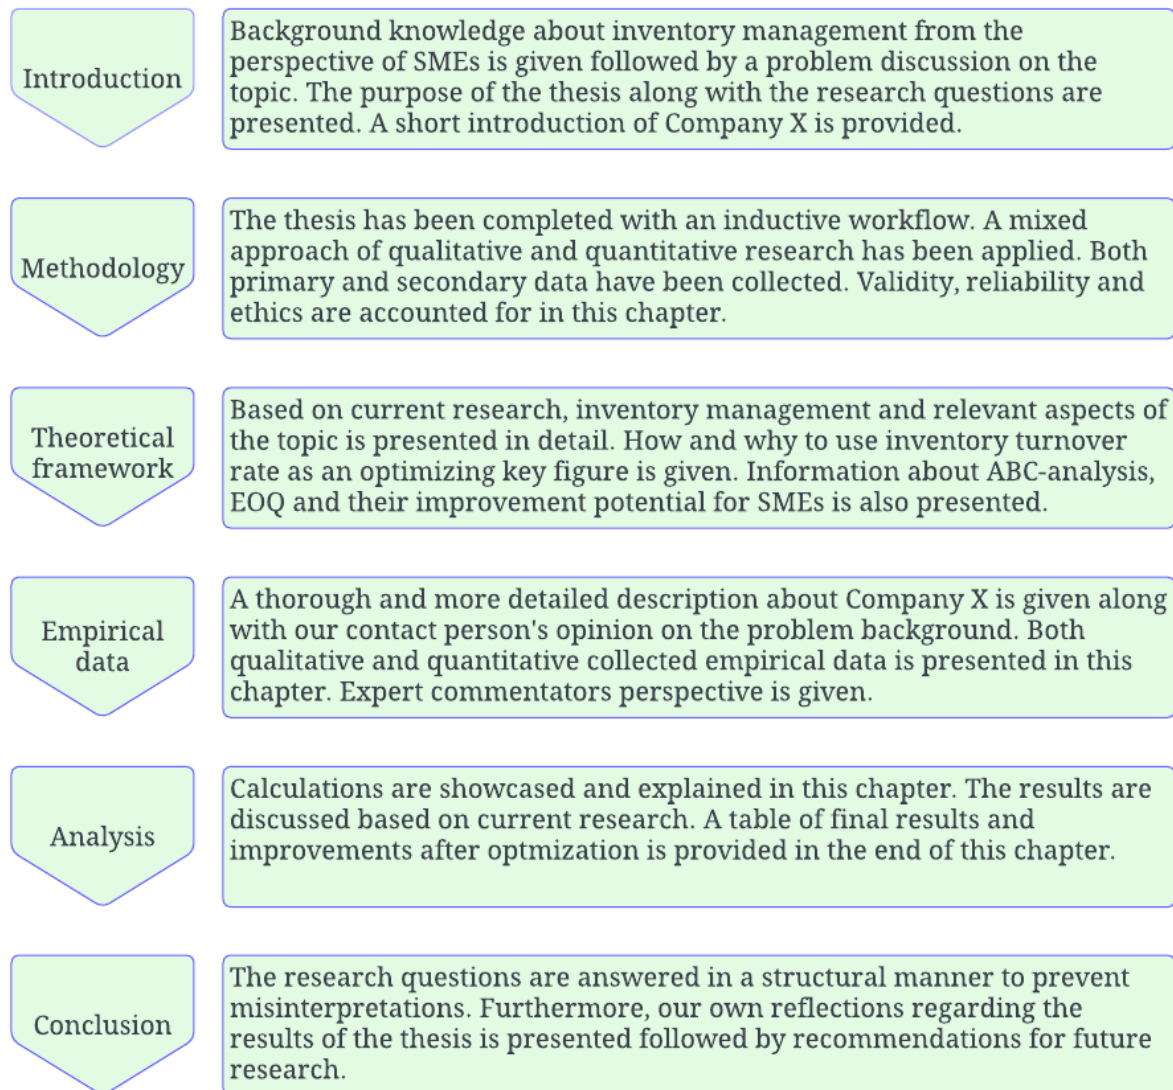 Introduction
Background knowledge about inventory management from the
perspective of SMEs is given followed by a problem discussion on the
topic. The purpose of the thesis along with the research questions are
presented. A short introduction of Company X is provided.
Methodology
The thesis has been completed with an inductive workflow. A mixed
approach of qualitative and quantitative research has been applied. Both
primary and secondary data have been collected. Validity, reliability and
ethics are accounted for in this chapter.
Theoretical
framework
Based on current research, inventory management and relevant aspects of
the topic is presented in detail. How and why to use inventory turnover
rate as an optimizing key figure is given. Information about ABC-analysis,
EOQ and their improvement potential for SMEs is also presented.
Empirical
data
A thorough and more detailed description about Company X is given along
with our contact person's opinion on the problem background. Both
qualitative and quantitative collected empirical data is presented in this
chapter. Expert commentators perspective is given.
Analysis
Calculations are showcased and explained in this chapter. The results are
discussed based on current research. A table of final results and
improvements after optmization is provided in the end of this chapter.
Conclusion
The research questions are answered in a structural manner to prevent
misinterpretations. Furthermore, our own reflections regarding the
results of the thesis is presented followed by recommendations for future
research.